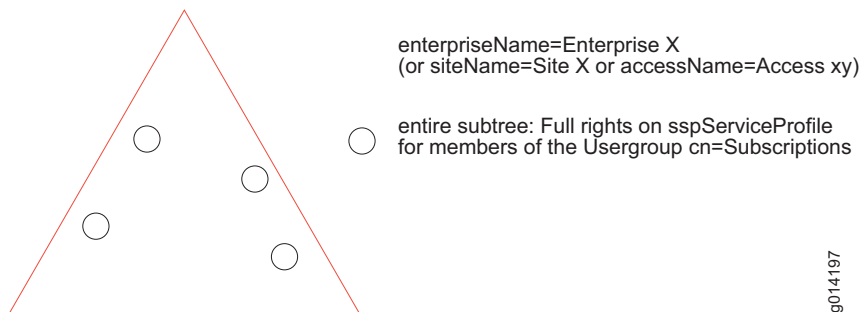 enterpriseName=Enterprise X
(or siteName=Site X or accessName=Access xy)
entire subtree: Full rights on sspServiceProfile
for members of the Usergroup cn=Subscriptions
g014197